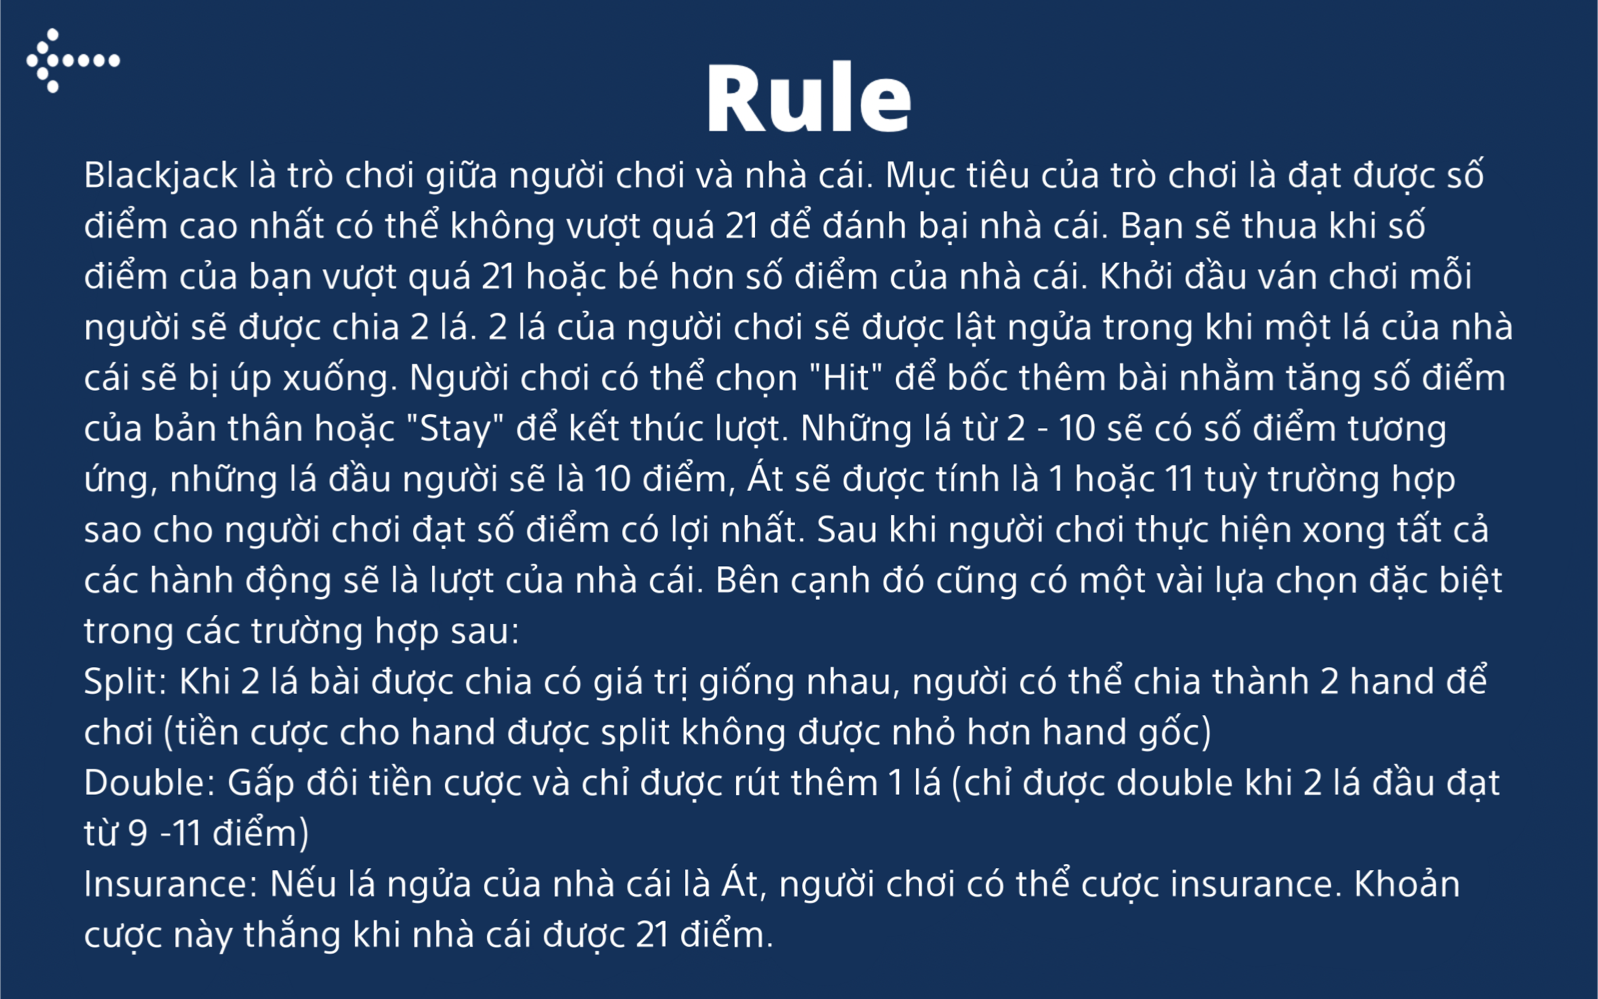 Rule
Blackjack là trò chơi giữa người chơi và nhà cái. Mục tiêu của trò chơi là đạt được số
điểm cao nhất có thể không vượt quá 21 để đánh bại nhà cái. Bạn sẽ thua khi số
điểm của bạn vượt quá 21 hoặc bé hơn số điểm của nhà cái. Khởi đầu ván chơi mỗi
người sẽ được chia 2 lá. 2 lá của người chơi sẽ được lật ngửa trong khi một lá của nhà
cái sẽ bị úp xuống. Người chơi có thể chọn "Hit" để bốc thêm bài nhằm tăng số điểm
của bản thân hoặc "Stay" để kết thúc lượt. Những lá từ 2 - 10 sẽ có số điểm tương
ứng, những lá đầu người sẽ là 10 điểm, Át sẽ được tính là 1 hoặc 11 tuỳ trường hợp
sao cho người chơi đạt số điểm có lợi nhất. Sau khi người chơi thực hiện xong tất cả
các hành động sẽ là lượt của nhà cái. Bên cạnh đó cũng có một vài lựa chọn đặc biệt
trong các trường hợp sau:
Split: Khi 2 lá bài được chia có giá trị giống nhau, người có thể chia thành 2 hand để
chơi (tiền cược cho hand được split không được nhỏ hơn hand gốc)
Double: Gấp đôi tiền cược và chỉ được rút thêm 1 lá (chỉ được double khi 2 lá đầu đạt
từ 9 -11 điểm)
Insurance: Nếu lá ngửa của nhà cái là Át, người chơi có thể cược insurance. Khoản
cược này thắng khi nhà cái được 21 điểm.